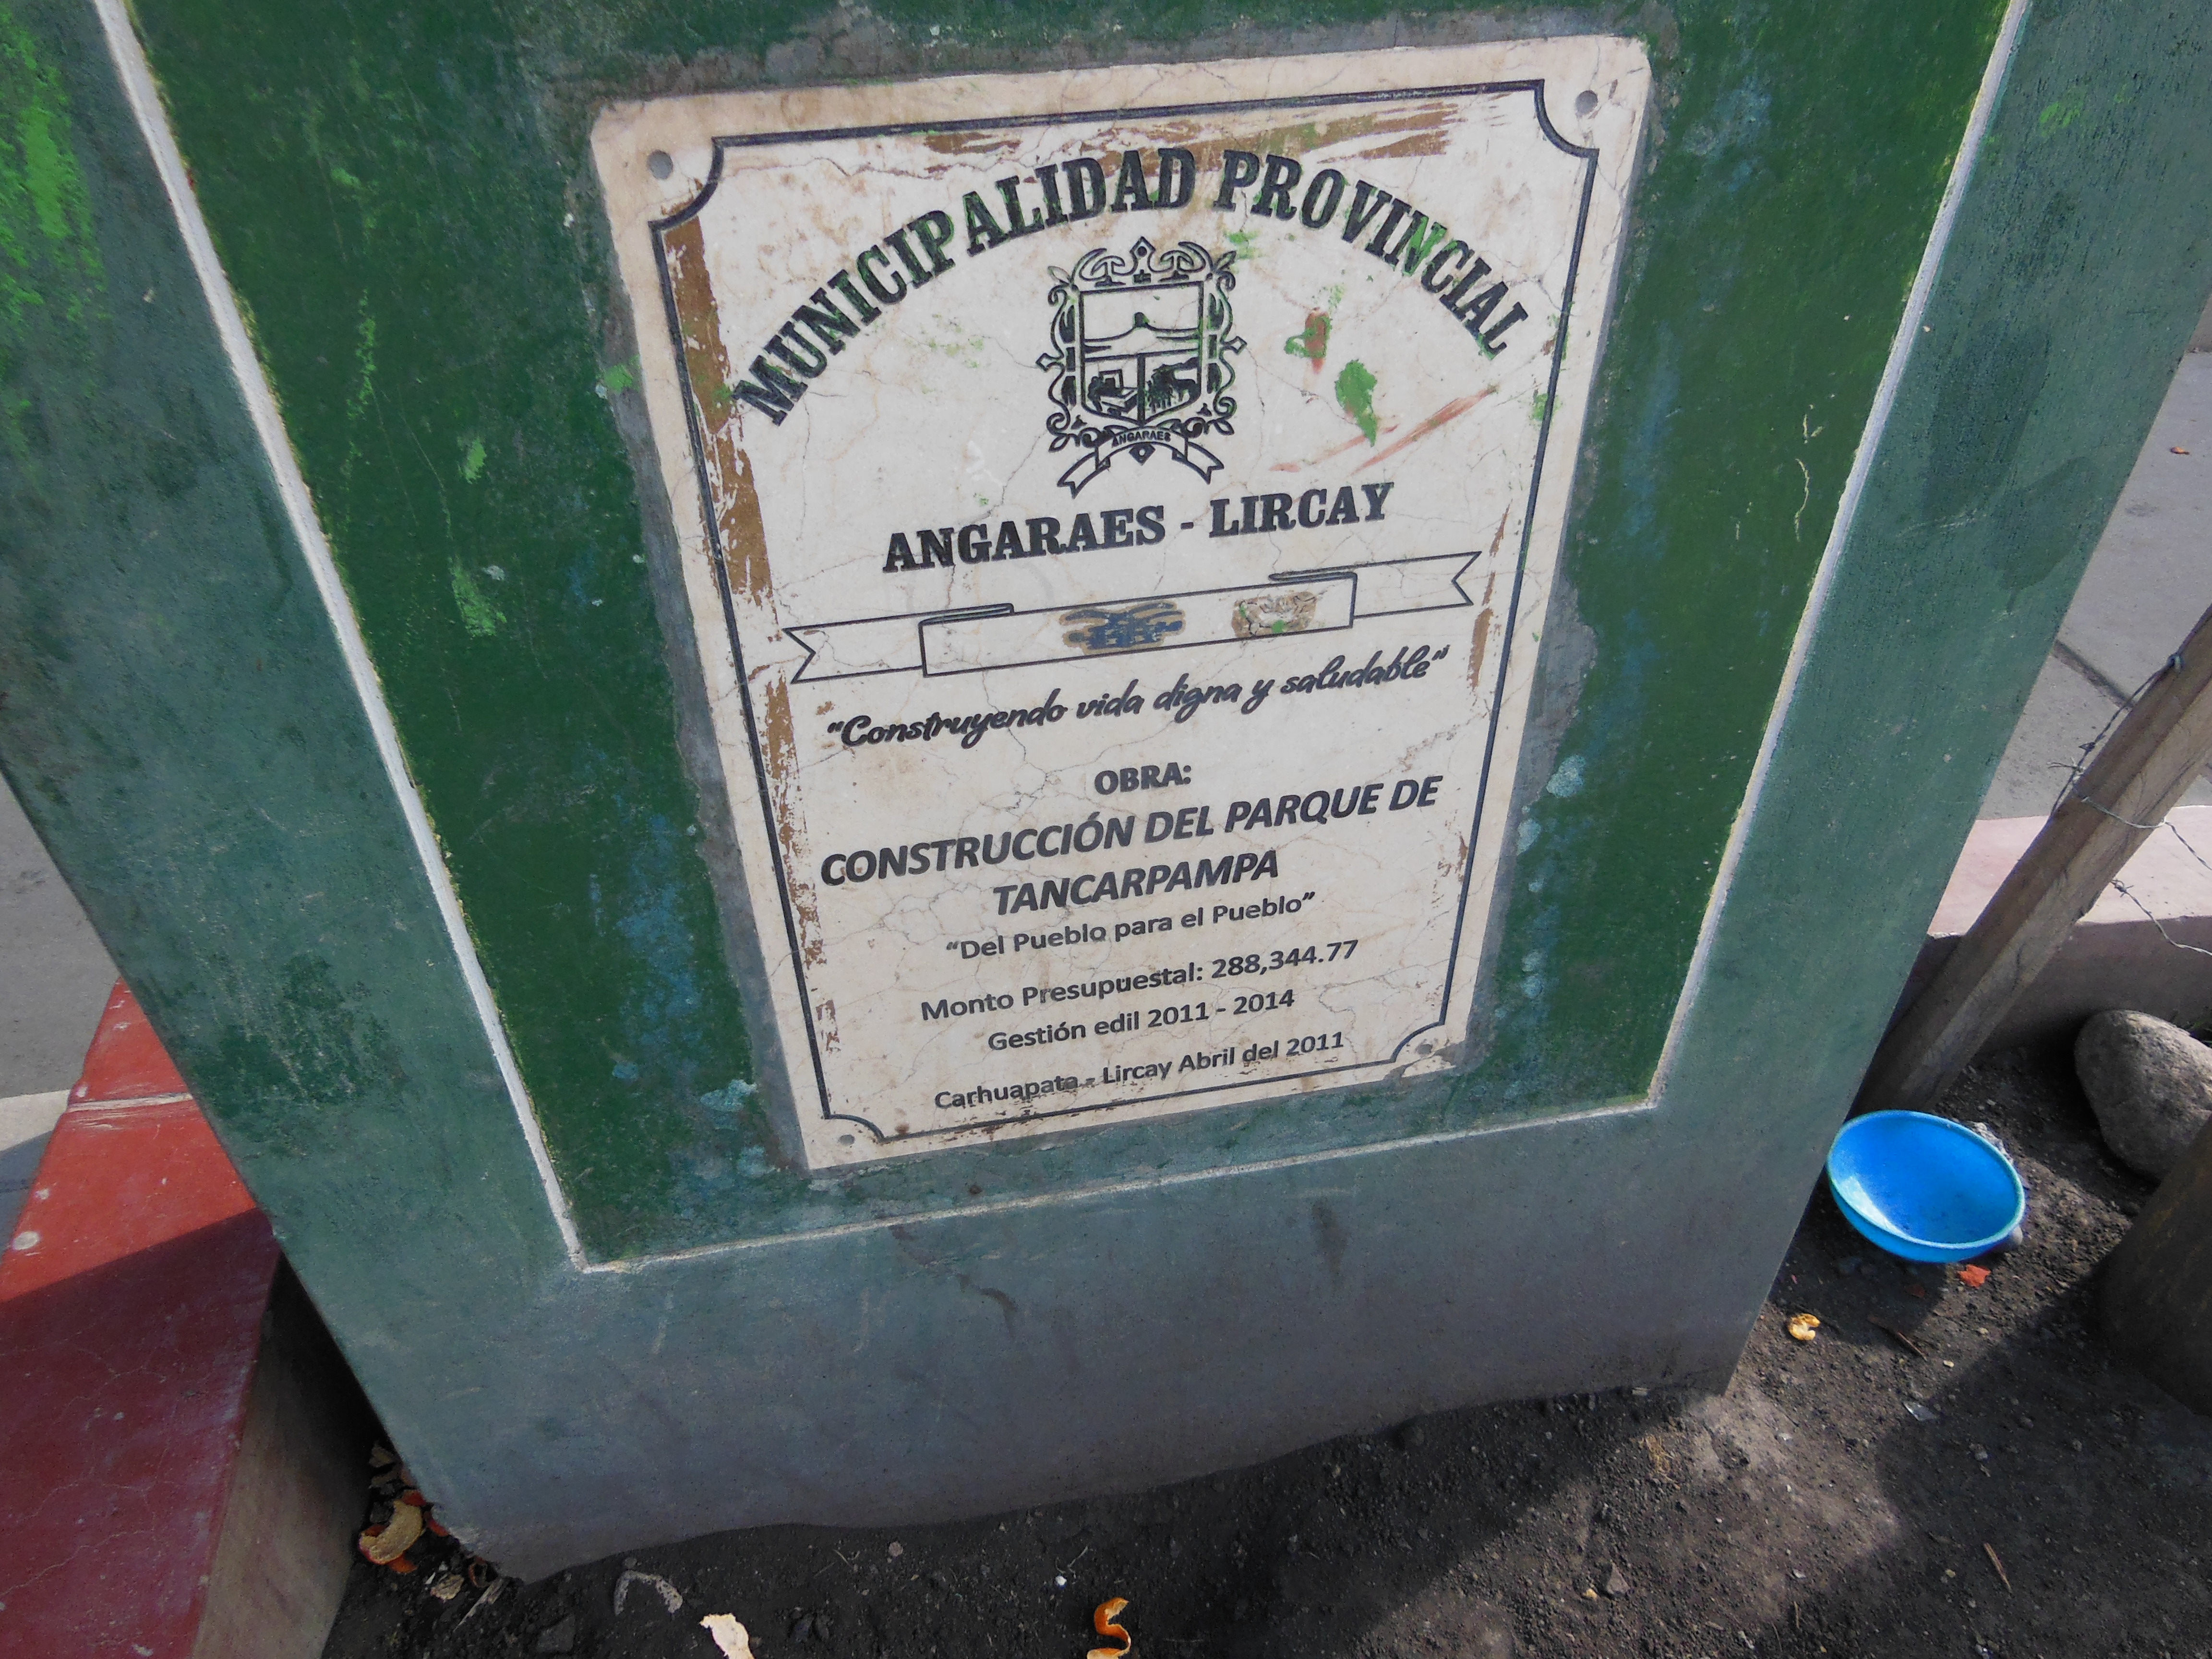 MUNICIPALIDAD PROVINCIAL
ANGARAES
ANGARAES - LIRCAY
"Construyendo vida digna y saludable"
OBRA:
CONSTRUCCIÓN DEL PARQUE DE
TANCARPAMPA
"Del Pueblo para el Pueblo"
Monto Presupuestal: 288,344.77
Gestión edil 2011 - 2014
Carhuapata - Lircay Abril del 2011